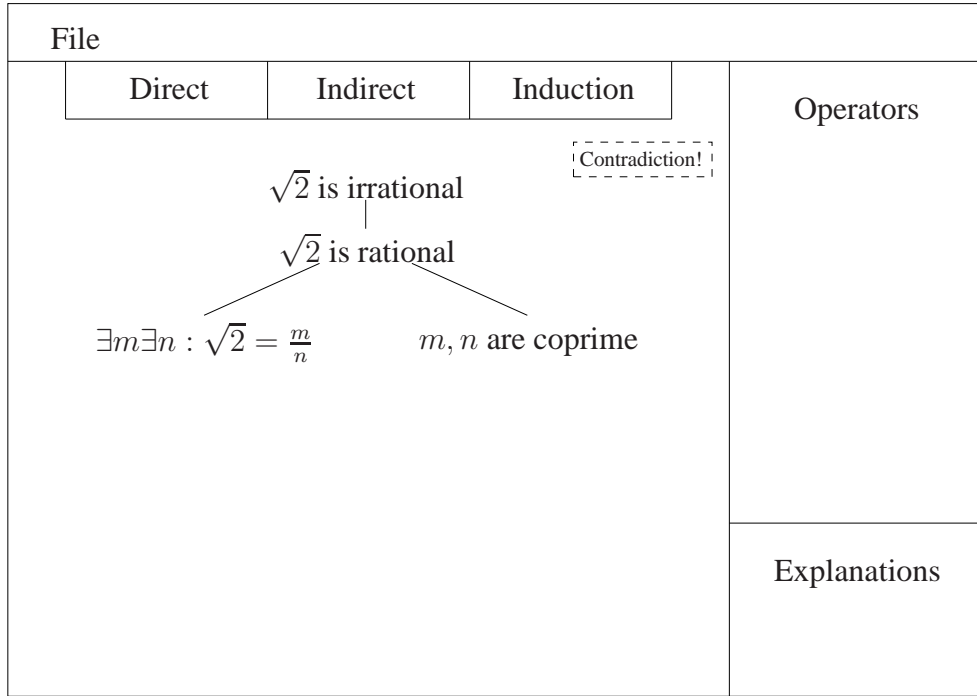 File
Direct Indirect Induction
Operators
Contradiction!
√2 is irrational
√2 is rational
∃m∃n : √2 = m/n
m, n are coprime
Explanations